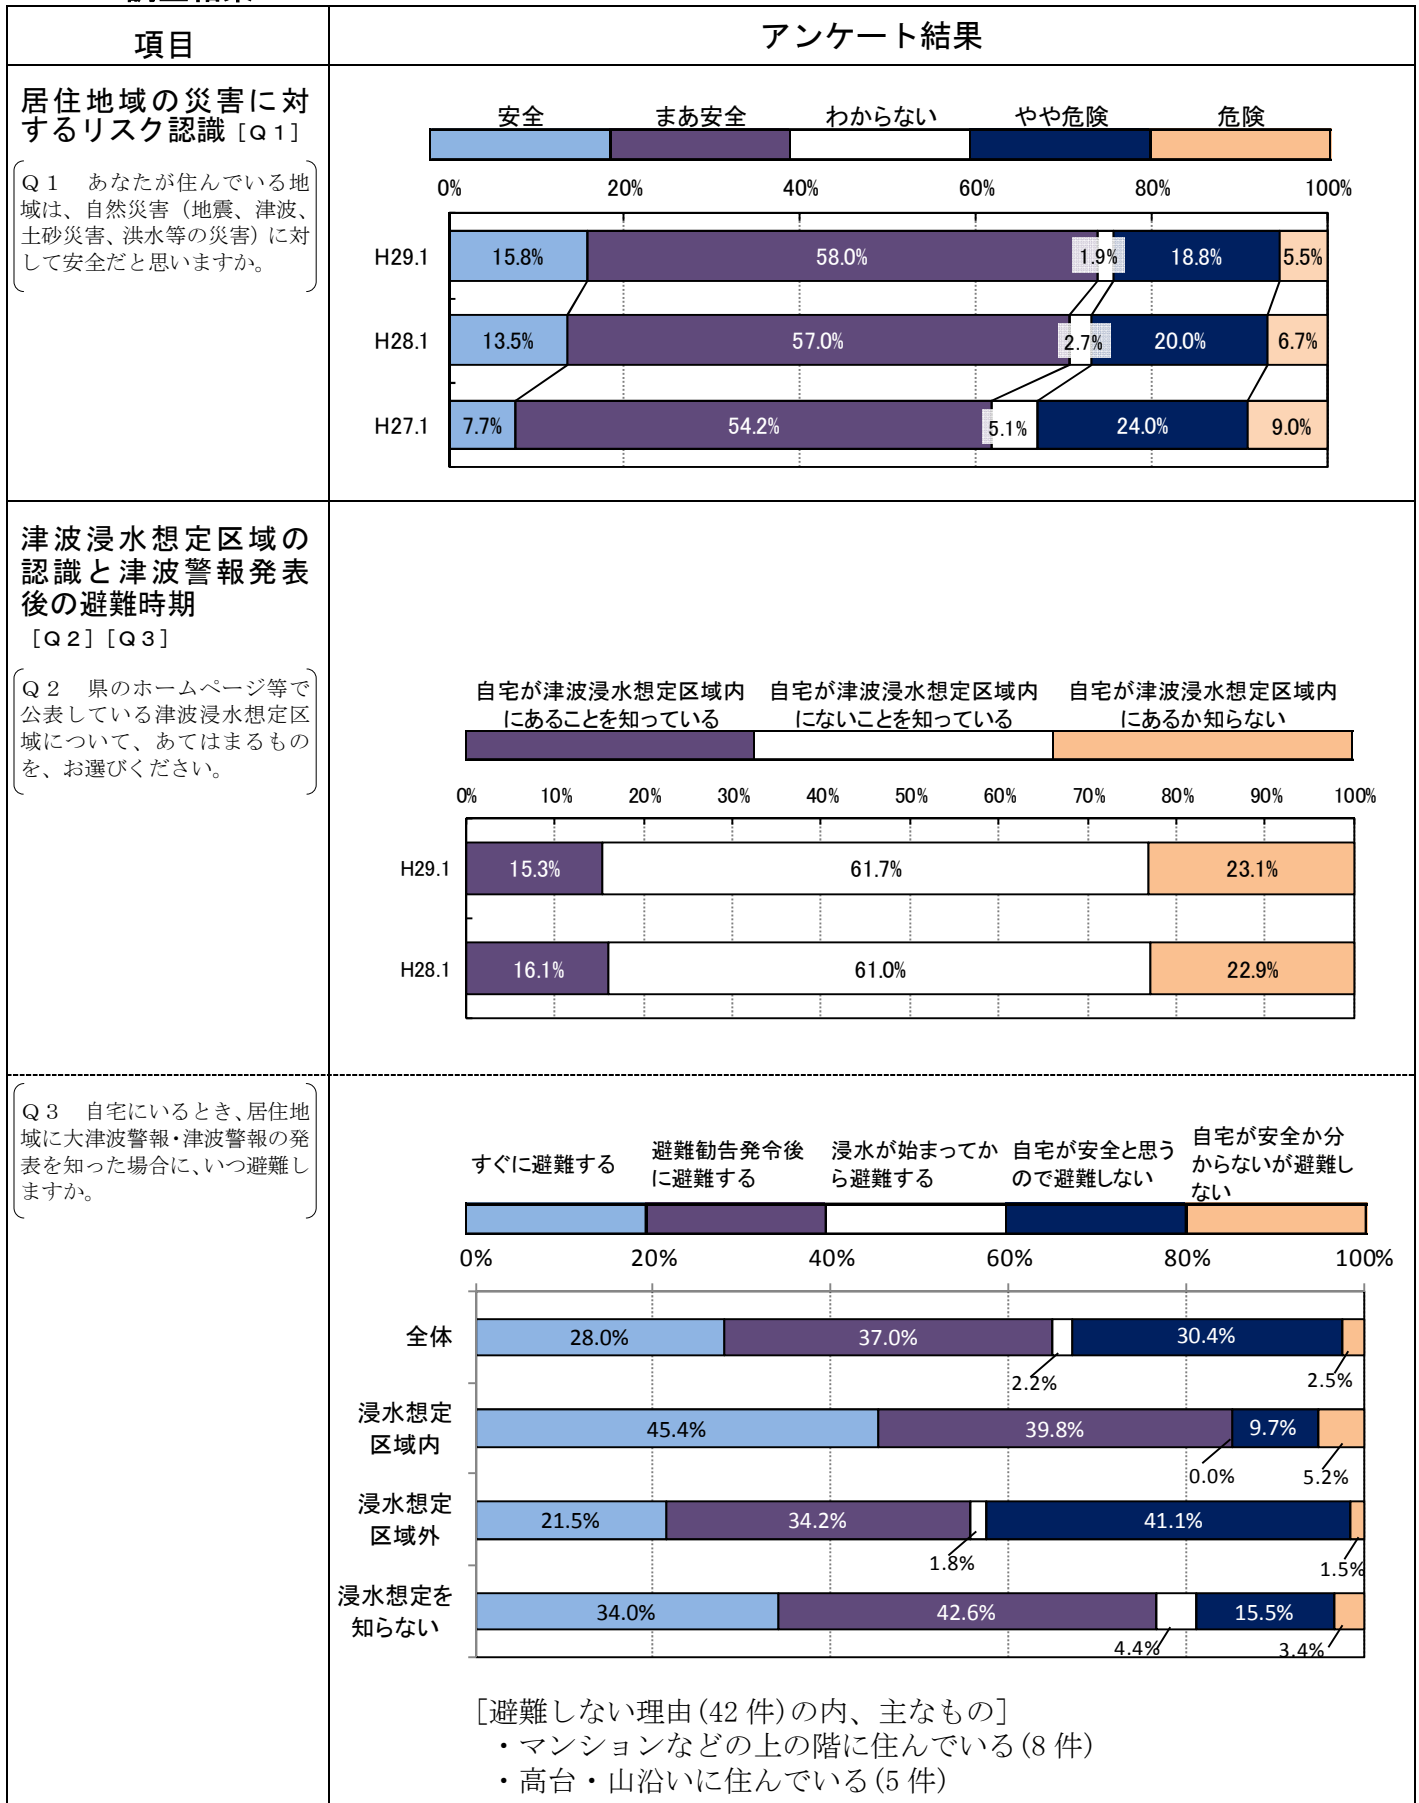 項目
アンケート結果
居住地域の災害に対
するリスク認識［Ｑ１］
Ｑ１　あなたが住んでいる地
域は、自然災害（地震、津波、
土砂災害、洪水等の災害）に対
して安全だと思いますか。
安全 まあ安全 わからない やや危険 危険
0% 20% 40% 60% 80% 100%
H29.1 15.8% 58.0% 1.9% 18.8% 5.5%
H28.1 13.5% 57.0% 2.7% 20.0% 6.7%
H27.1 7.7% 54.2% 5.1% 24.0% 9.0%
津波浸水想定区域の
認識と津波警報発表
後の避難時期
［Ｑ２］［Ｑ３］
Ｑ２　県のホームページ等で
公表している津波浸水想定区
域について、あてはまるもの
を、お選びください。
自宅が津波浸水想定区域内
にあることを知っている
自宅が津波浸水想定区域内
にないことを知っている
自宅が津波浸水想定区域内
にあるか知らない
0% 10% 20% 30% 40% 50% 60% 70% 80% 90% 100%
H29.1 15.3% 61.7% 23.1%
H28.1 16.1% 61.0% 22.9%
Ｑ３　自宅にいるとき、居住地
域に大津波警報・津波警報の発
表を知った場合に、いつ避難し
ますか。
すぐに避難する
避難勧告発令後
に避難する
浸水が始まってか
ら避難する
自宅が安全と思う
ので避難しない
自宅が安全か分
からないが避難し
ない
0% 20% 40% 60% 80% 100%
全体 28.0% 37.0% 2.2% 30.4% 2.5%
浸水想定
区域内
45.4% 39.8% 0.0% 9.7% 5.2%
浸水想定
区域外
21.5% 34.2% 1.8% 41.1% 1.5%
浸水想定を
知らない
34.0% 42.6% 4.4% 15.5% 3.4%
［避難しない理由(42 件)の内、主なもの］
・マンションなどの上の階に住んでいる(8 件)
・高台・山沿いに住んでいる(5 件)